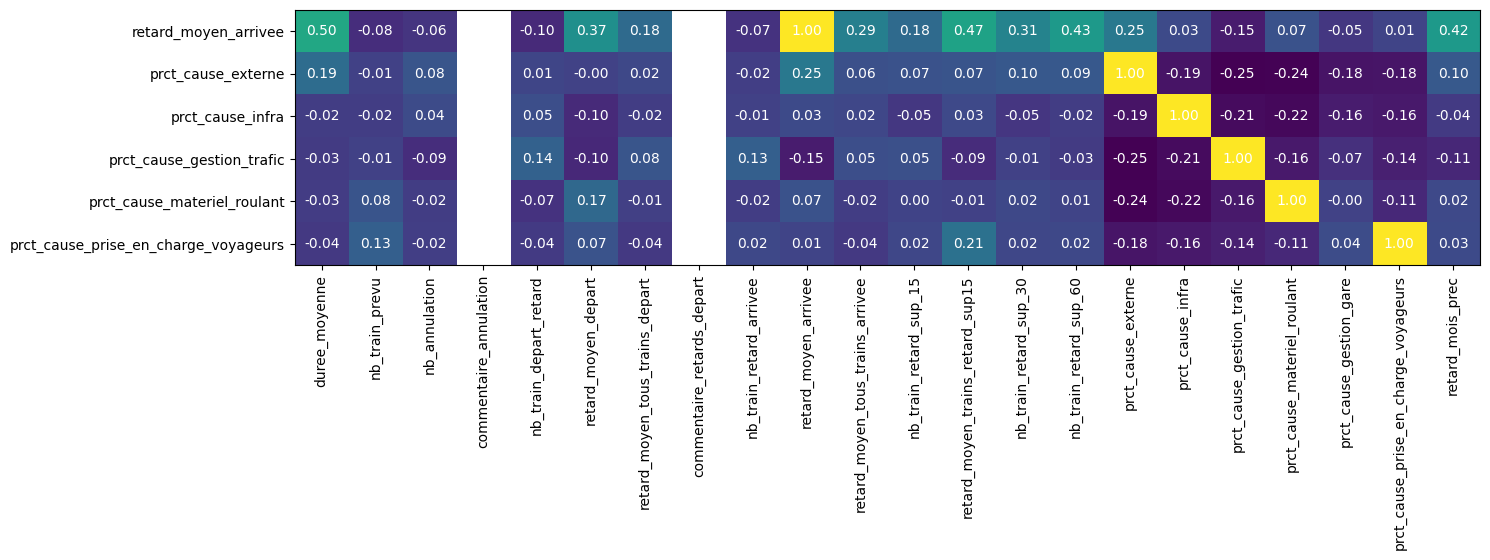 retard_moyen_arrivee 0.50 -0.08 -0.06 -0.10 0.37 0.18 -0.07 1.00 0.29 0.18 0.47 0.31 0.43 0.25 0.03 -0.15 0.07 -0.05 0.01 0.42
prct_cause_externe 0.19 -0.01 0.08 0.01 -0.00 0.02 -0.02 0.25 0.06 0.07 0.07 0.10 0.09 1.00 -0.19 -0.25 -0.24 -0.18 -0.18 0.10
prct_cause_infra -0.02 -0.02 0.04 0.05 -0.10 -0.02 -0.01 0.03 0.02 -0.05 0.03 -0.05 -0.02 -0.19 1.00 -0.21 -0.22 -0.16 -0.16 -0.04
prct_cause_gestion_trafic -0.03 -0.01 -0.09 0.14 -0.10 0.08 0.13 -0.15 0.05 0.05 -0.09 -0.01 -0.03 -0.25 -0.21 1.00 -0.16 -0.07 -0.14 -0.11
prct_cause_materiel_roulant -0.03 0.08 -0.02 -0.07 0.17 -0.01 -0.02 0.07 -0.02 0.00 -0.01 0.02 0.01 -0.24 -0.22 -0.16 1.00 -0.00 -0.11 0.02
prct_cause_prise_en_charge_voyageurs -0.04 0.13 -0.02 -0.04 0.07 -0.04 0.02 0.01 -0.04 0.02 0.21 0.02 0.02 -0.18 -0.16 -0.14 -0.11 0.04 1.00 0.03
duree_moyenne
nb_train_prevu
nb_annulation
commentaire_annulation
nb_train_depart_retard
retard_moyen_depart
retard_moyen_tous_trains_depart
commentaire_retards_depart
nb_train_retard_arrivee
retard_moyen_arrivee
retard_moyen_tous_trains_arrivee
nb_train_retard_sup_15
retard_moyen_trains_retard_sup15
nb_train_retard_sup_30
nb_train_retard_sup_60
prct_cause_externe
prct_cause_infra
prct_cause_gestion_trafic
prct_cause_materiel_roulant
prct_cause_gestion_gare
prct_cause_prise_en_charge_voyageurs
retard_mois_prec